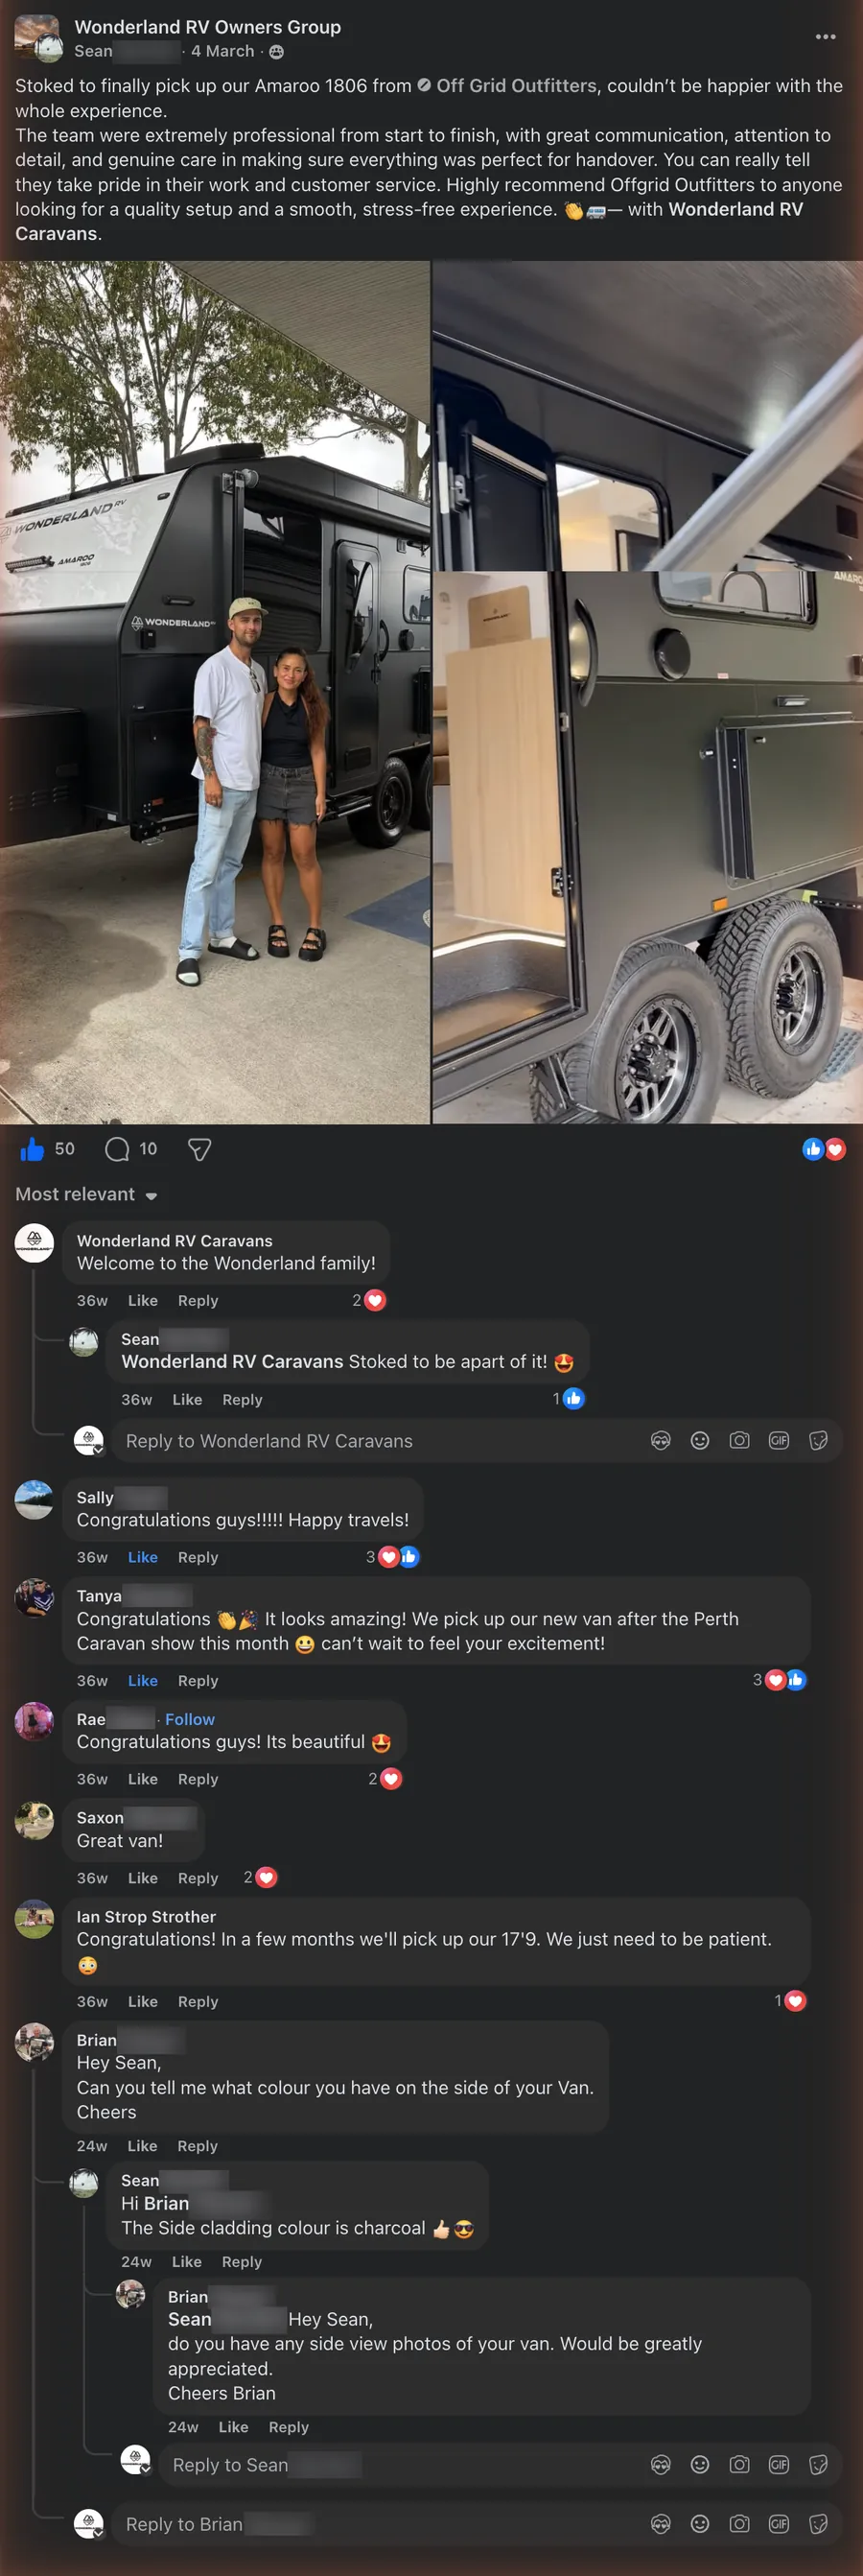 Wonderland RV Owners Group
Sean · 4 March ·
Stoked to finally pick up our Amaroo 1806 from Off Grid Outfitters, couldn't be happier with the
whole experience.
The team were extremely professional from start to finish, with great communication, attention to
detail, and genuine care in making sure everything was perfect for handover. You can really tell
they take pride in their work and customer service. Highly recommend Offgrid Outfitters to anyone
looking for a quality setup and a smooth, stress-free experience. 👏🚐— with Wonderland RV
Caravans.
WONDERLAND RV
AMAROO
WONDERLAND RV
AMARO
50 10
Most relevant
Wonderland RV Caravans
Welcome to the Wonderland family!
36w Like Reply 2
Sean
Wonderland RV Caravans Stoked to be apart of it! 🤩
36w Like Reply 1
Reply to Wonderland RV Caravans
GIF
Sally
Congratulations guys!!!!! Happy travels!
36w Like Reply 3
Tanya
Congratulations 👏🎉 It looks amazing! We pick up our new van after the Perth
Caravan show this month 😃 can't wait to feel your excitement!
36w Like Reply 3
Rae · Follow
Congratulations guys! Its beautiful 🤩
36w Like Reply 2
Saxon
Great van!
36w Like Reply 2
Ian Strop Strother
Congratulations! In a few months we'll pick up our 17'9. We just need to be patient.
😳
36w Like Reply 1
Brian
Hey Sean,
Can you tell me what colour you have on the side of your Van.
Cheers
24w Like Reply
Sean
Hi Brian
The Side cladding colour is charcoal 👍😎
24w Like Reply
Brian
Sean Hey Sean,
do you have any side view photos of your van. Would be greatly
appreciated.
Cheers Brian
24w Like Reply
Reply to Sean
GIF
Reply to Brian
GIF